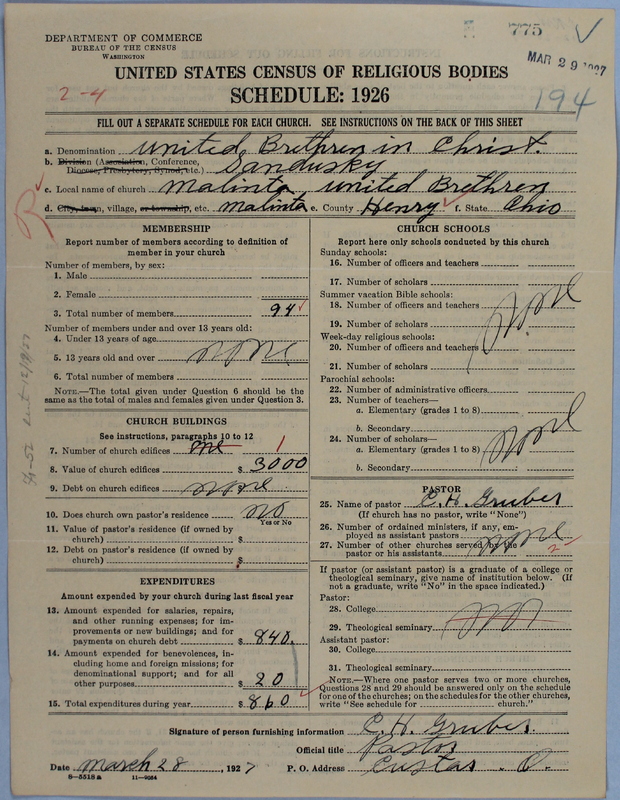 775
DEPARTMENT OF COMMERCE
BUREAU OF THE CENSUS
WASHINGTON
MAR 29 1927
UNITED STATES CENSUS OF RELIGIOUS BODIES
2-4
SCHEDULE: 1926
194
FILL OUT A SEPARATE SCHEDULE FOR EACH CHURCH. SEE INSTRUCTIONS ON THE BACK OF THIS SHEET
a. Denomination United Brethren in Christ.
b. Division (Association, Conference, Diocese, Presbytery, Synod, etc.) Sandusky
c. Local name of church Malinta United Brethren
d. City, town, village, or township, etc. Malinta e. County Henry f. State Ohio
MEMBERSHIP
Report number of members according to definition of
member in your church
Number of members, by sex:
1. Male
2. Female
3. Total number of members 94
Number of members under and over 13 years old:
4. Under 13 years of age
5. 13 years old and over none
6. Total number of members
NOTE.—The total given under Question 6 should be
same as the total of males and females given under Question 3.
CHURCH BUILDINGS
See instructions, paragraphs 10 to 12
7. Number of church edifices one 1
8. Value of church edifices $ 3000
9. Debt on church edifices none
10. Does church own pastor's residence? no
Yes or No
11. Value of pastor's residence (if owned by
church) $
12. Debt on pastor's residence (if owned by
church) $
EXPENDITURES
Amount expended by your church during last fiscal year
13. Amount expended for salaries, repairs,
and other running expenses; for im-
provements or new buildings; and for
payments on church debt $ 840.
14. Amount expended for benevolences, in-
cluding home and foreign missions; for
denominational support; and for all
other purposes $ 20
15. Total expenditures during year $ 860
CHURCH SCHOOLS
Report here only schools conducted by this church
Sunday schools:
16. Number of officers and teachers
17. Number of scholars
Summer vacation Bible schools:
18. Number of officers and teachers none
19. Number of scholars
Week-day religious schools:
20. Number of officers and teachers
21. Number of scholars
Parochial schools:
22. Number of administrative officers
23. Number of teachers—
a. Elementary (grades 1 to 8)
b. Secondary none
24. Number of scholars—
a. Elementary (grades 1 to 8)
b. Secondary
PASTOR
25. Name of pastor C. H. Gruber
(If church has no pastor, write "None")
26. Number of ordained ministers, if any, em-
ployed as assistant pastors none
27. Number of other churches served by the
pastor or his assistants 2
If pastor (or assistant pastor) is a graduate of a college or
theological seminary, give name of institution below. (If
not a graduate, write "No" in the space indicated.)
Pastor:
28. College
29. Theological seminary no
Assistant pastor:
30. College
31. Theological seminary
NOTE.—Where one pastor serves two or more churches,
Questions 28 and 29 should be answered only on the schedule
for one of the churches; on the schedules for the other churches,
write "See schedule for church."
Signature of person furnishing information C. H. Gruber
Official title Pastor
Date March 28, 1927 P. O. Address Custar. O.
8—5518 a 11—9054